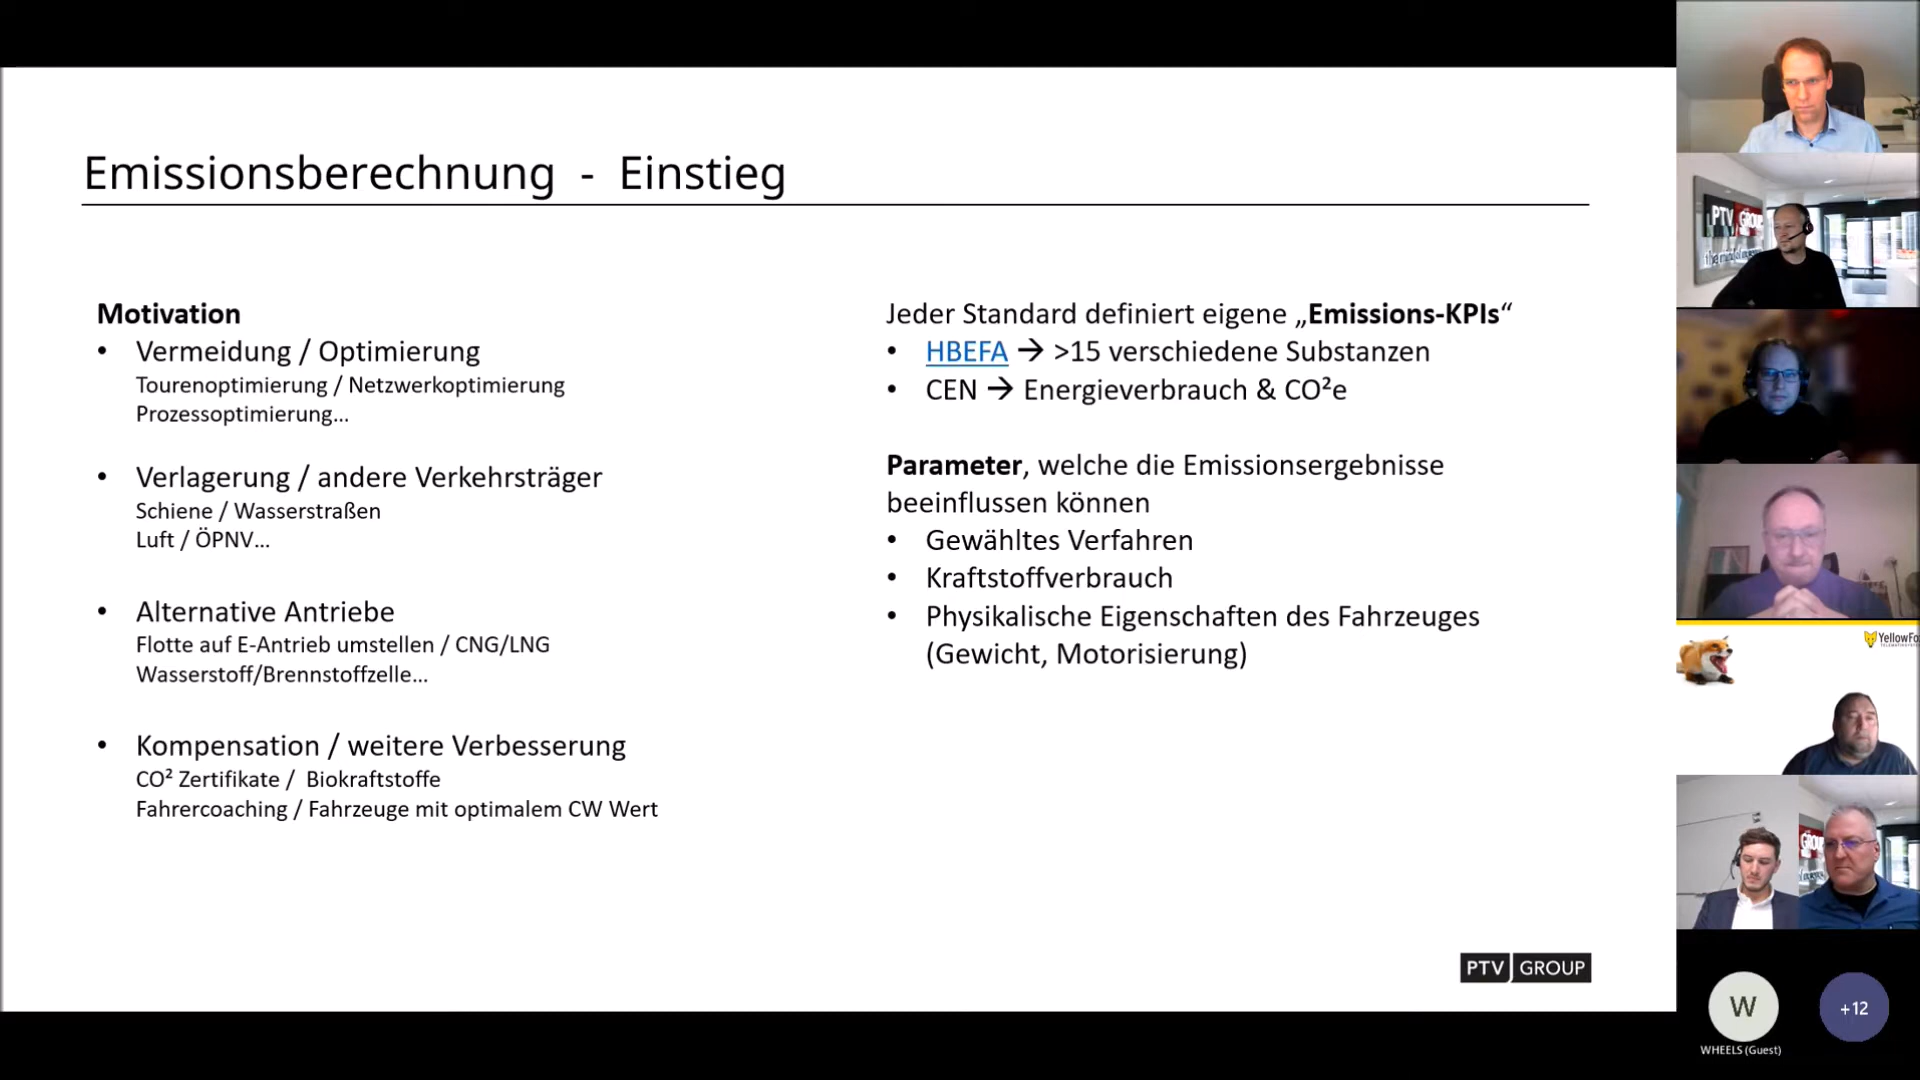 Emissionsberechnung - Einstieg
Motivation
• Vermeidung / Optimierung
Tourenoptimierung / Netzwerkoptimierung
Prozessoptimierung...
• Verlagerung / andere Verkehrsträger
Schiene / Wasserstraßen
Luft / ÖPNV...
• Alternative Antriebe
Flotte auf E-Antrieb umstellen / CNG/LNG
Wasserstoff/Brennstoffzelle...
• Kompensation / weitere Verbesserung
CO² Zertifikate / Biokraftstoffe
Fahrercoaching / Fahrzeuge mit optimalem CW Wert
Jeder Standard definiert eigene „Emissions-KPIs“
• HBEFA → >15 verschiedene Substanzen
• CEN → Energieverbrauch & CO²e
Parameter, welche die Emissionsergebnisse
beeinflussen können
• Gewähltes Verfahren
• Kraftstoffverbrauch
• Physikalische Eigenschaften des Fahrzeuges
(Gewicht, Motorisierung)
PTV GROUP
PTV GROUP
YellowFo
GROU
W
+12
WHEELS (Guest)